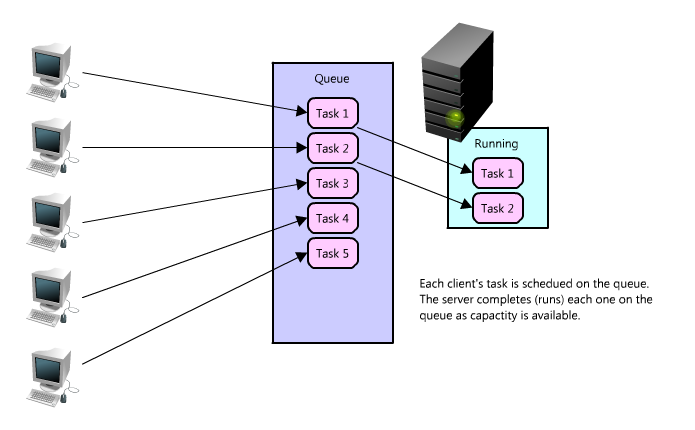 Queue
Task 1
Task 2
Task 3
Task 4
Task 5
Running
Task 1
Task 2
Each client's task is schedued on the queue.
The server completes (runs) each one on the
queue as capactity is available.